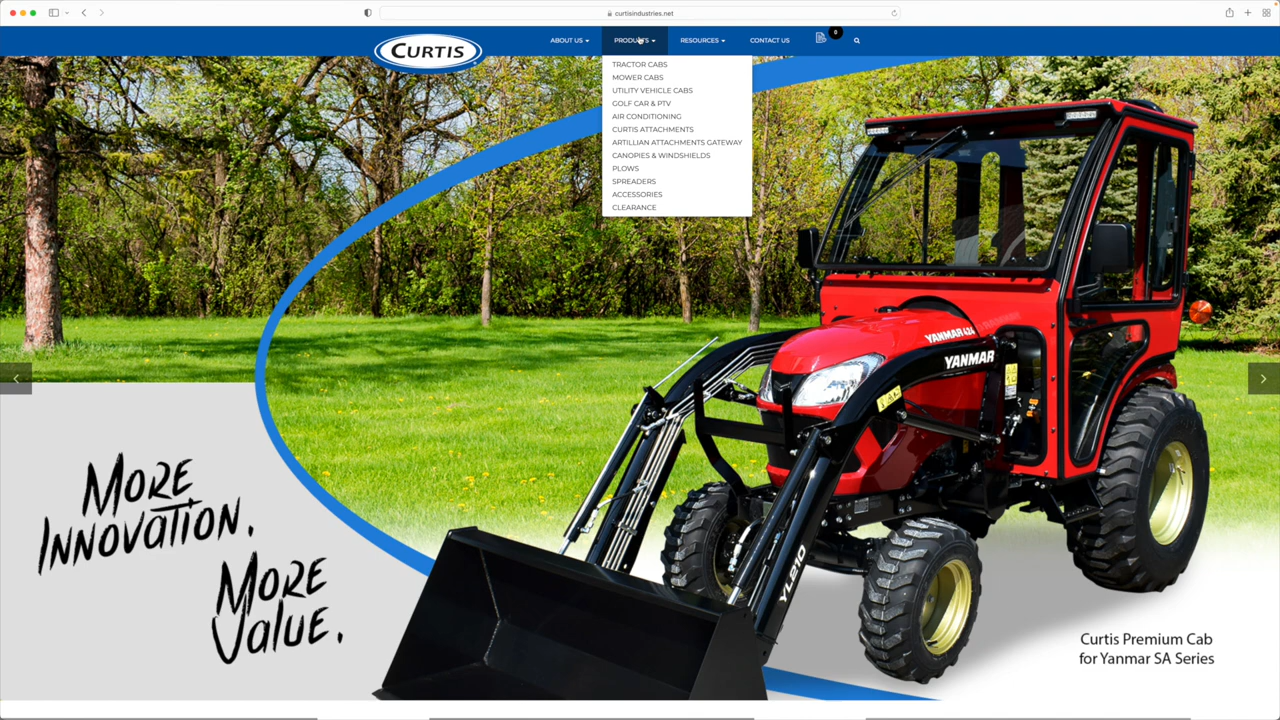 curtisindustries.net
CURTIS
ABOUT US
PRODUCTS
RESOURCES
CONTACT US
0
TRACTOR CABS
MOWER CABS
UTILITY VEHICLE CABS
GOLF CAR & PTV
AIR CONDITIONING
CURTIS ATTACHMENTS
ARTILLIAN ATTACHMENTS GATEWAY
CANOPIES & WINDSHIELDS
PLOWS
SPREADERS
ACCESSORIES
CLEARANCE
YANMAR 424
YANMAR
YL210
More
Innovation.
More
Value.
Curtis Premium Cab
for Yanmar SA Series